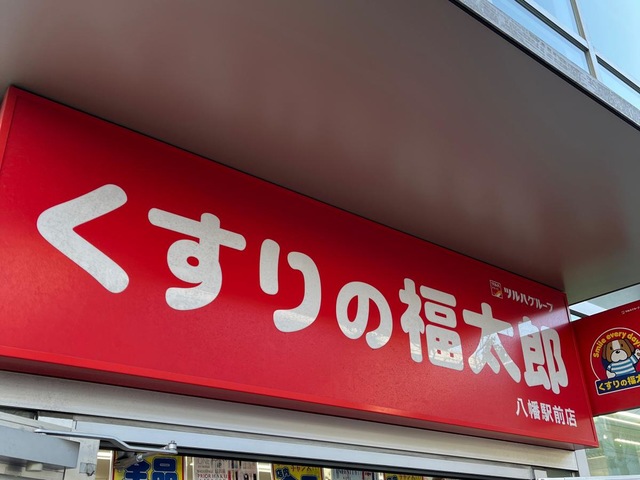 くすりの福太郎
ツルハグループ
八幡駅前店
Smile every day
くすりの福太